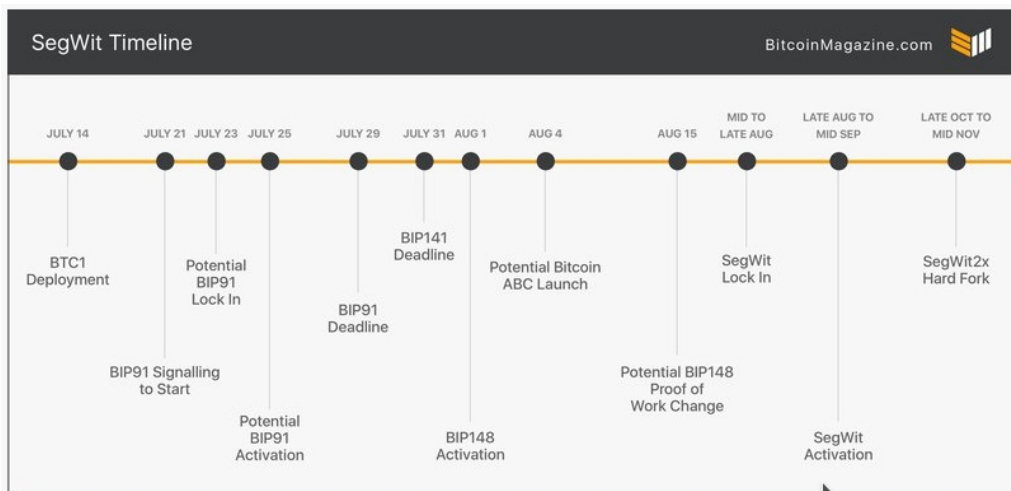 SegWit Timeline
BitcoinMagazine.com
JULY 14
JULY 21
JULY 23
JULY 25
JULY 29
JULY 31
AUG 1
AUG 4
AUG 15
MID TO
LATE AUG
LATE AUG TO
MID SEP
LATE OCT TO
MID NOV
BTC1
Deployment
BIP91 Signalling
to Start
Potential
BIP91
Lock In
Potential
BIP91
Activation
BIP91
Deadline
BIP141
Deadline
BIP148
Activation
Potential Bitcoin
ABC Launch
Potential BIP148
Proof of
Work Change
SegWit
Lock In
SegWit
Activation
SegWit2x
Hard Fork